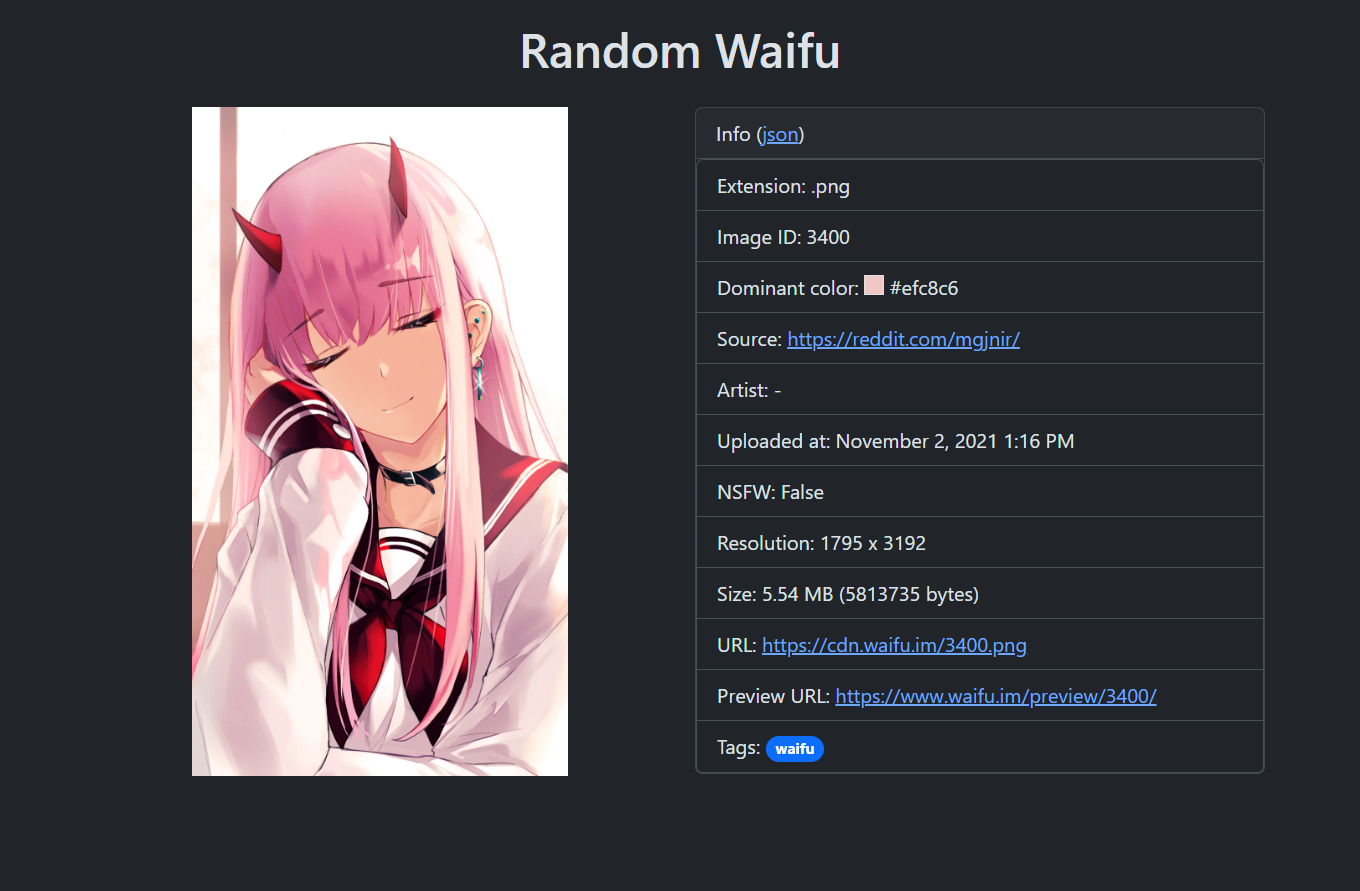 Random Waifu
Info (json)
Extension: .png
Image ID: 3400
Dominant color: #efc8c6
Source: https://reddit.com/mgjnir/
Artist: -
Uploaded at: November 2, 2021 1:16 PM
NSFW: False
Resolution: 1795 x 3192
Size: 5.54 MB (5813735 bytes)
URL: https://cdn.waifu.im/3400.png
Preview URL: https://www.waifu.im/preview/3400/
Tags: waifu